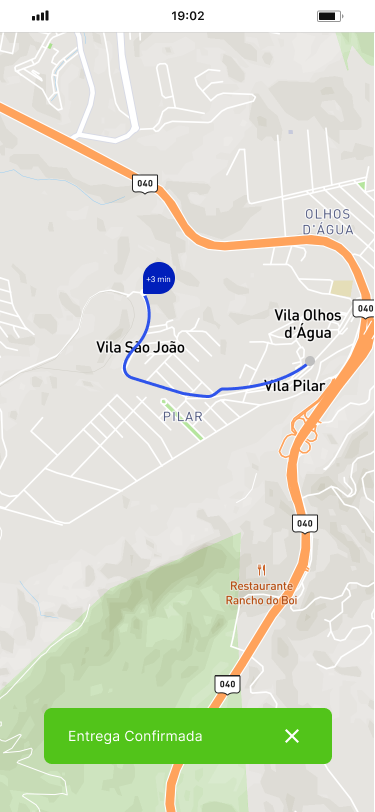 19:02
040
OLHOS
D'ÁGUA
+3 min
040
Vila Olhos
d'Água
Vila São João
Vila Pilar
PILAR
040
Restaurante
Rancho do Boi
040
Entrega Confirmada